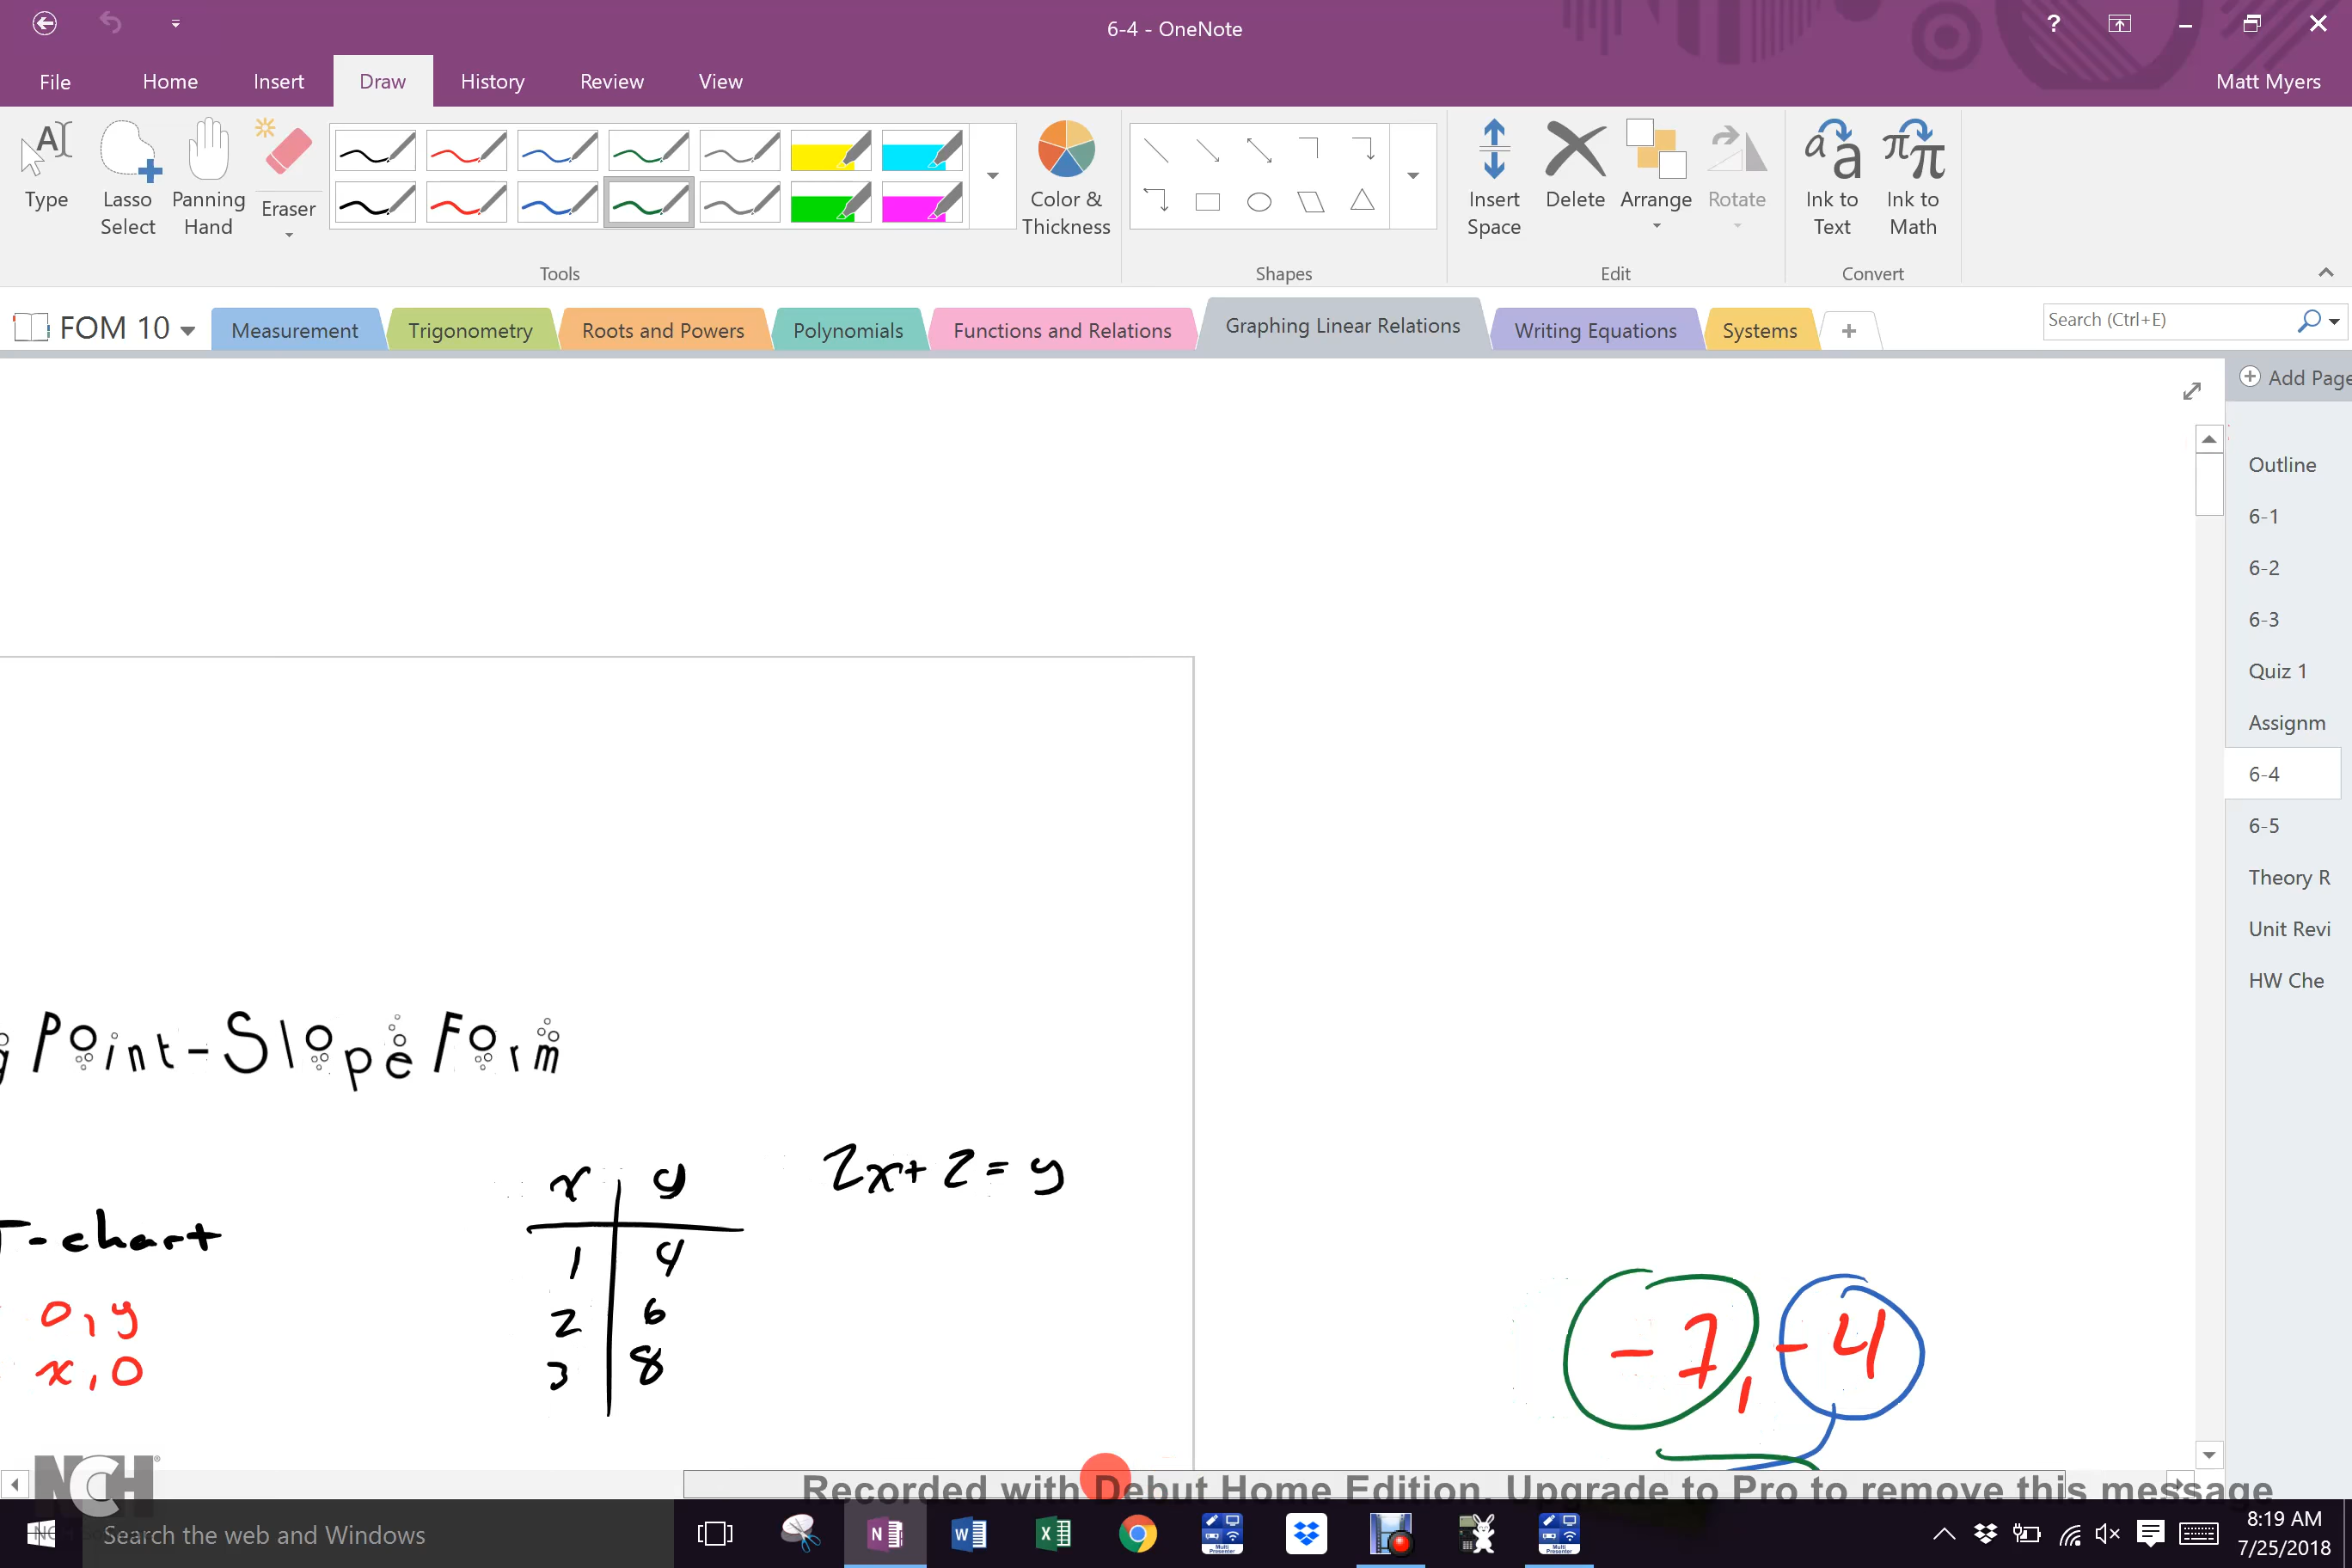 6-4 - OneNote
?
File Home Insert Draw History Review View
Matt Myers
Type
Lasso Select
Panning Hand
Eraser
Color & Thickness
Insert Space
Delete
Arrange
Rotate
Ink to Text
Ink to Math
Tools
Shapes
Edit
Convert
FOM 10
Measurement
Trigonometry
Roots and Powers
Polynomials
Functions and Relations
Graphing Linear Relations
Writing Equations
Systems
Search (Ctrl+E)
Add Page
Outline
6-1
6-2
6-3
Quiz 1
Assignm
6-4
6-5
Theory R
Unit Revi
HW Che
g Point-Slope Form
x y
2x+2=y
T-chart
1 4
0,y
2 6
x,0
3 8
-7,-4
NCH
Recorded with Debut Home Edition. Upgrade to Pro to remove this message
Search the web and Windows
8:19 AM
7/25/2018